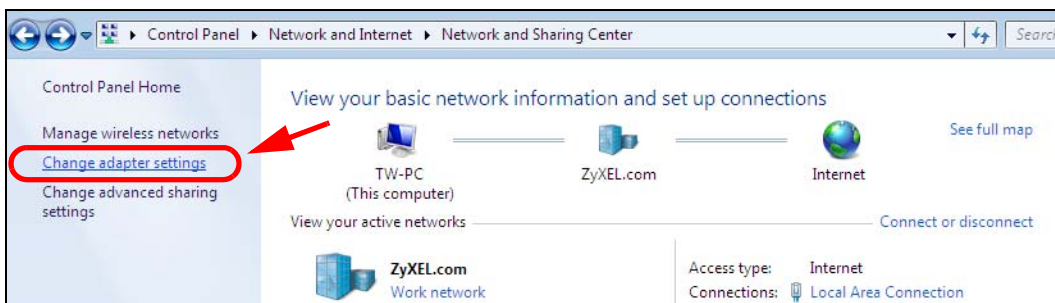 Control Panel ▸ Network and Internet ▸ Network and Sharing Center
Search
Control Panel Home
Manage wireless networks
Change adapter settings
Change advanced sharing
settings
View your basic network information and set up connections
See full map
TW-PC
(This computer)
ZyXEL.com
Internet
View your active networks
Connect or disconnect
ZyXEL.com
Work network
Access type: Internet
Connections: Local Area Connection